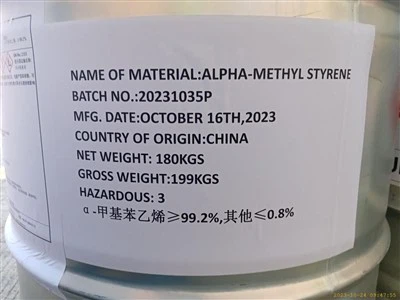 NAME OF MATERIAL:ALPHA-METHYL STYRENE
BATCH NO.:20231035P
MFG. DATE:OCTOBER 16TH,2023
COUNTRY OF ORIGIN:CHINA
NET WEIGHT: 180KGS
GROSS WEIGHT:199KGS
HAZARDOUS: 3
α-甲基苯乙烯≥99.2%,其他≤0.8%